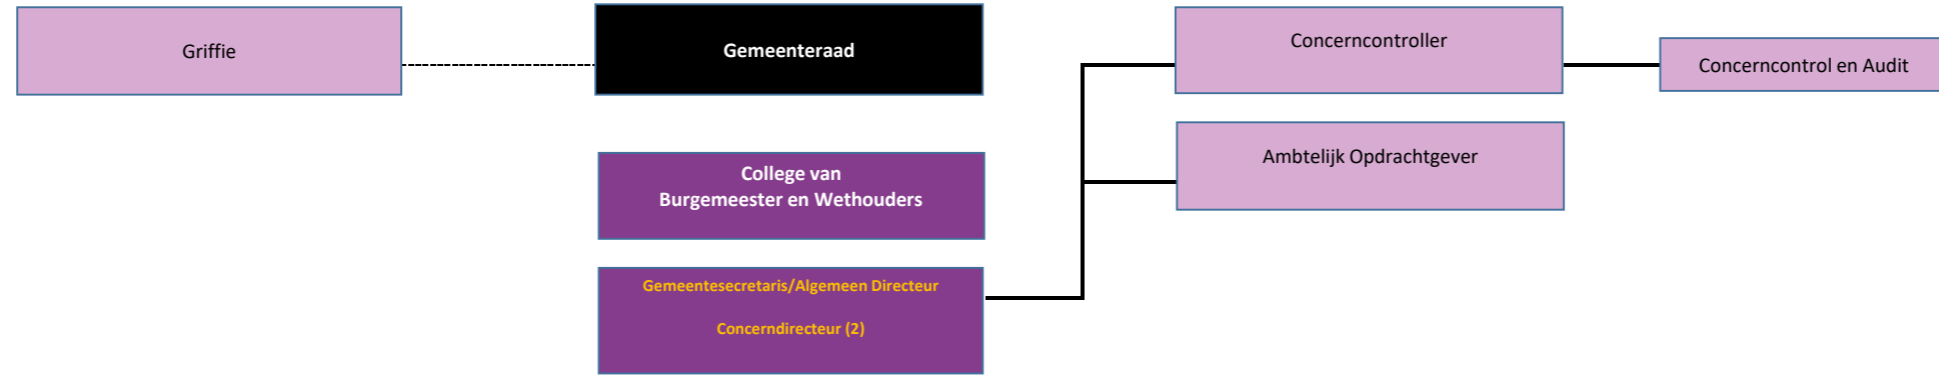 Griffie
Gemeenteraad
Concerncontroller
Concerncontrol en Audit
College van
Burgemeester en Wethouders
Ambtelijk Opdrachtgever
Gemeentesecretaris/Algemeen Directeur
Concerndirecteur (2)